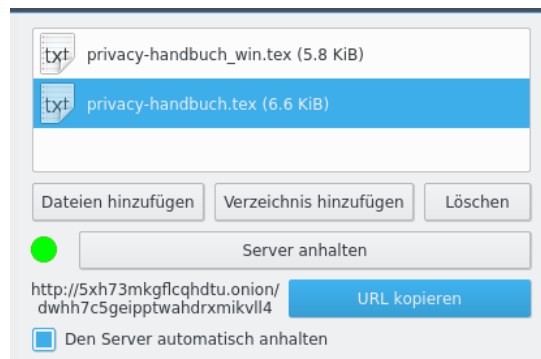 txt privacy-handbuch_win.tex (5.8 KiB)
txt privacy-handbuch.tex (6.6 KiB)
Dateien hinzufügen Verzeichnis hinzufügen Löschen
Server anhalten
http://5xh73mkgflcqhdtu.onion/
dwhh7c5geipptwahdrxmikvll4 URL kopieren
Den Server automatisch anhalten